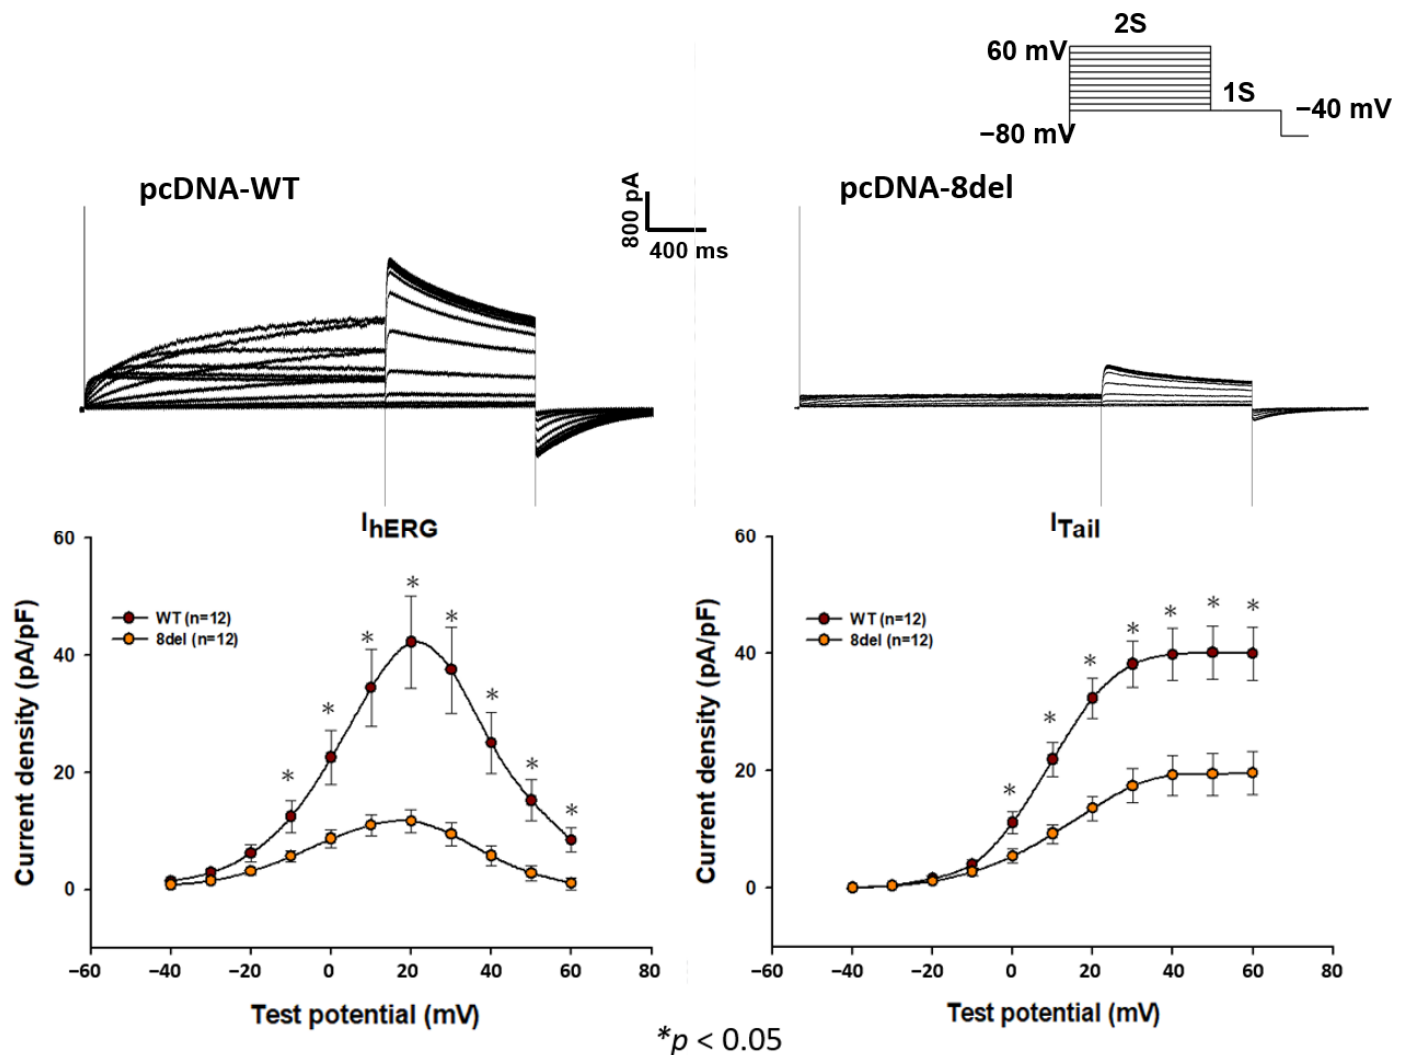 2S
60 mV
1S
−40 mV
−80 mV
pcDNA-WT
800 pA
400 ms
pcDNA-8del
IhERG
60
40
20
0
Current density (pA/pF)
WT (n=12)
8del (n=12)
* * * * * * * *
−60 −40 −20 0 20 40 60 80
Test potential (mV)
ITail
60
40
20
0
Current density (pA/pF)
WT (n=12)
8del (n=12)
* * * * * * *
−60 −40 −20 0 20 40 60 80
Test potential (mV)
*p < 0.05